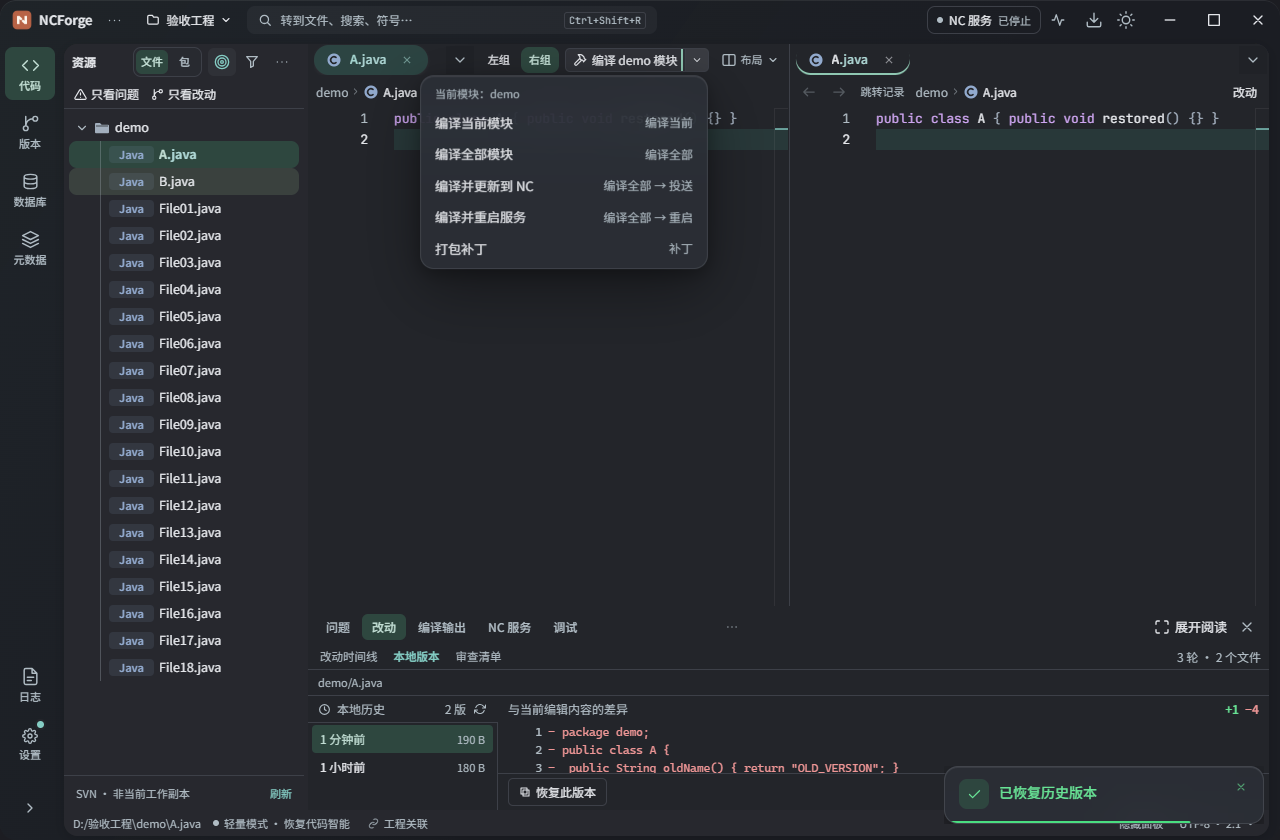 NCForge ··· 验收工程 转到文件、搜索、符号… Ctrl+Shift+R NC 服务 已停止
代码
版本
数据库
元数据
日志
设置
资源 文件 包 ···
只看问题 只看改动
demo
Java A.java
Java B.java
Java File01.java
Java File02.java
Java File03.java
Java File04.java
Java File05.java
Java File06.java
Java File07.java
Java File08.java
Java File09.java
Java File10.java
Java File11.java
Java File12.java
Java File13.java
Java File14.java
Java File15.java
Java File16.java
Java File17.java
Java File18.java
SVN · 非当前工作副本 刷新
A.java × 左组 右组 编译 demo 模块 布局
demo › A.java
1 publ {} }
2
当前模块：demo
编译当前模块 编译当前
编译全部模块 编译全部
编译并更新到 NC 编译全部 → 投送
编译并重启服务 编译全部 → 重启
打包补丁 补丁
A.java ×
← → 跳转记录 demo › A.java 改动
1 public class A { public void restored() {} }
2
问题 改动 编译输出 NC 服务 调试 ··· 展开阅读
改动时间线 本地版本 审查清单 3 轮 · 2 个文件
demo/A.java
本地历史 2 版
1 分钟前 190 B
1 小时前 180 B
与当前编辑内容的差异 +1 −4
1 − package demo;
2 − public class A {
3 − public String oldName() { return "OLD_VERSION"; }
恢复此版本
已恢复历史版本
D:/验收工程\demo\A.java 轻量模式 · 恢复代码智能 工程关联